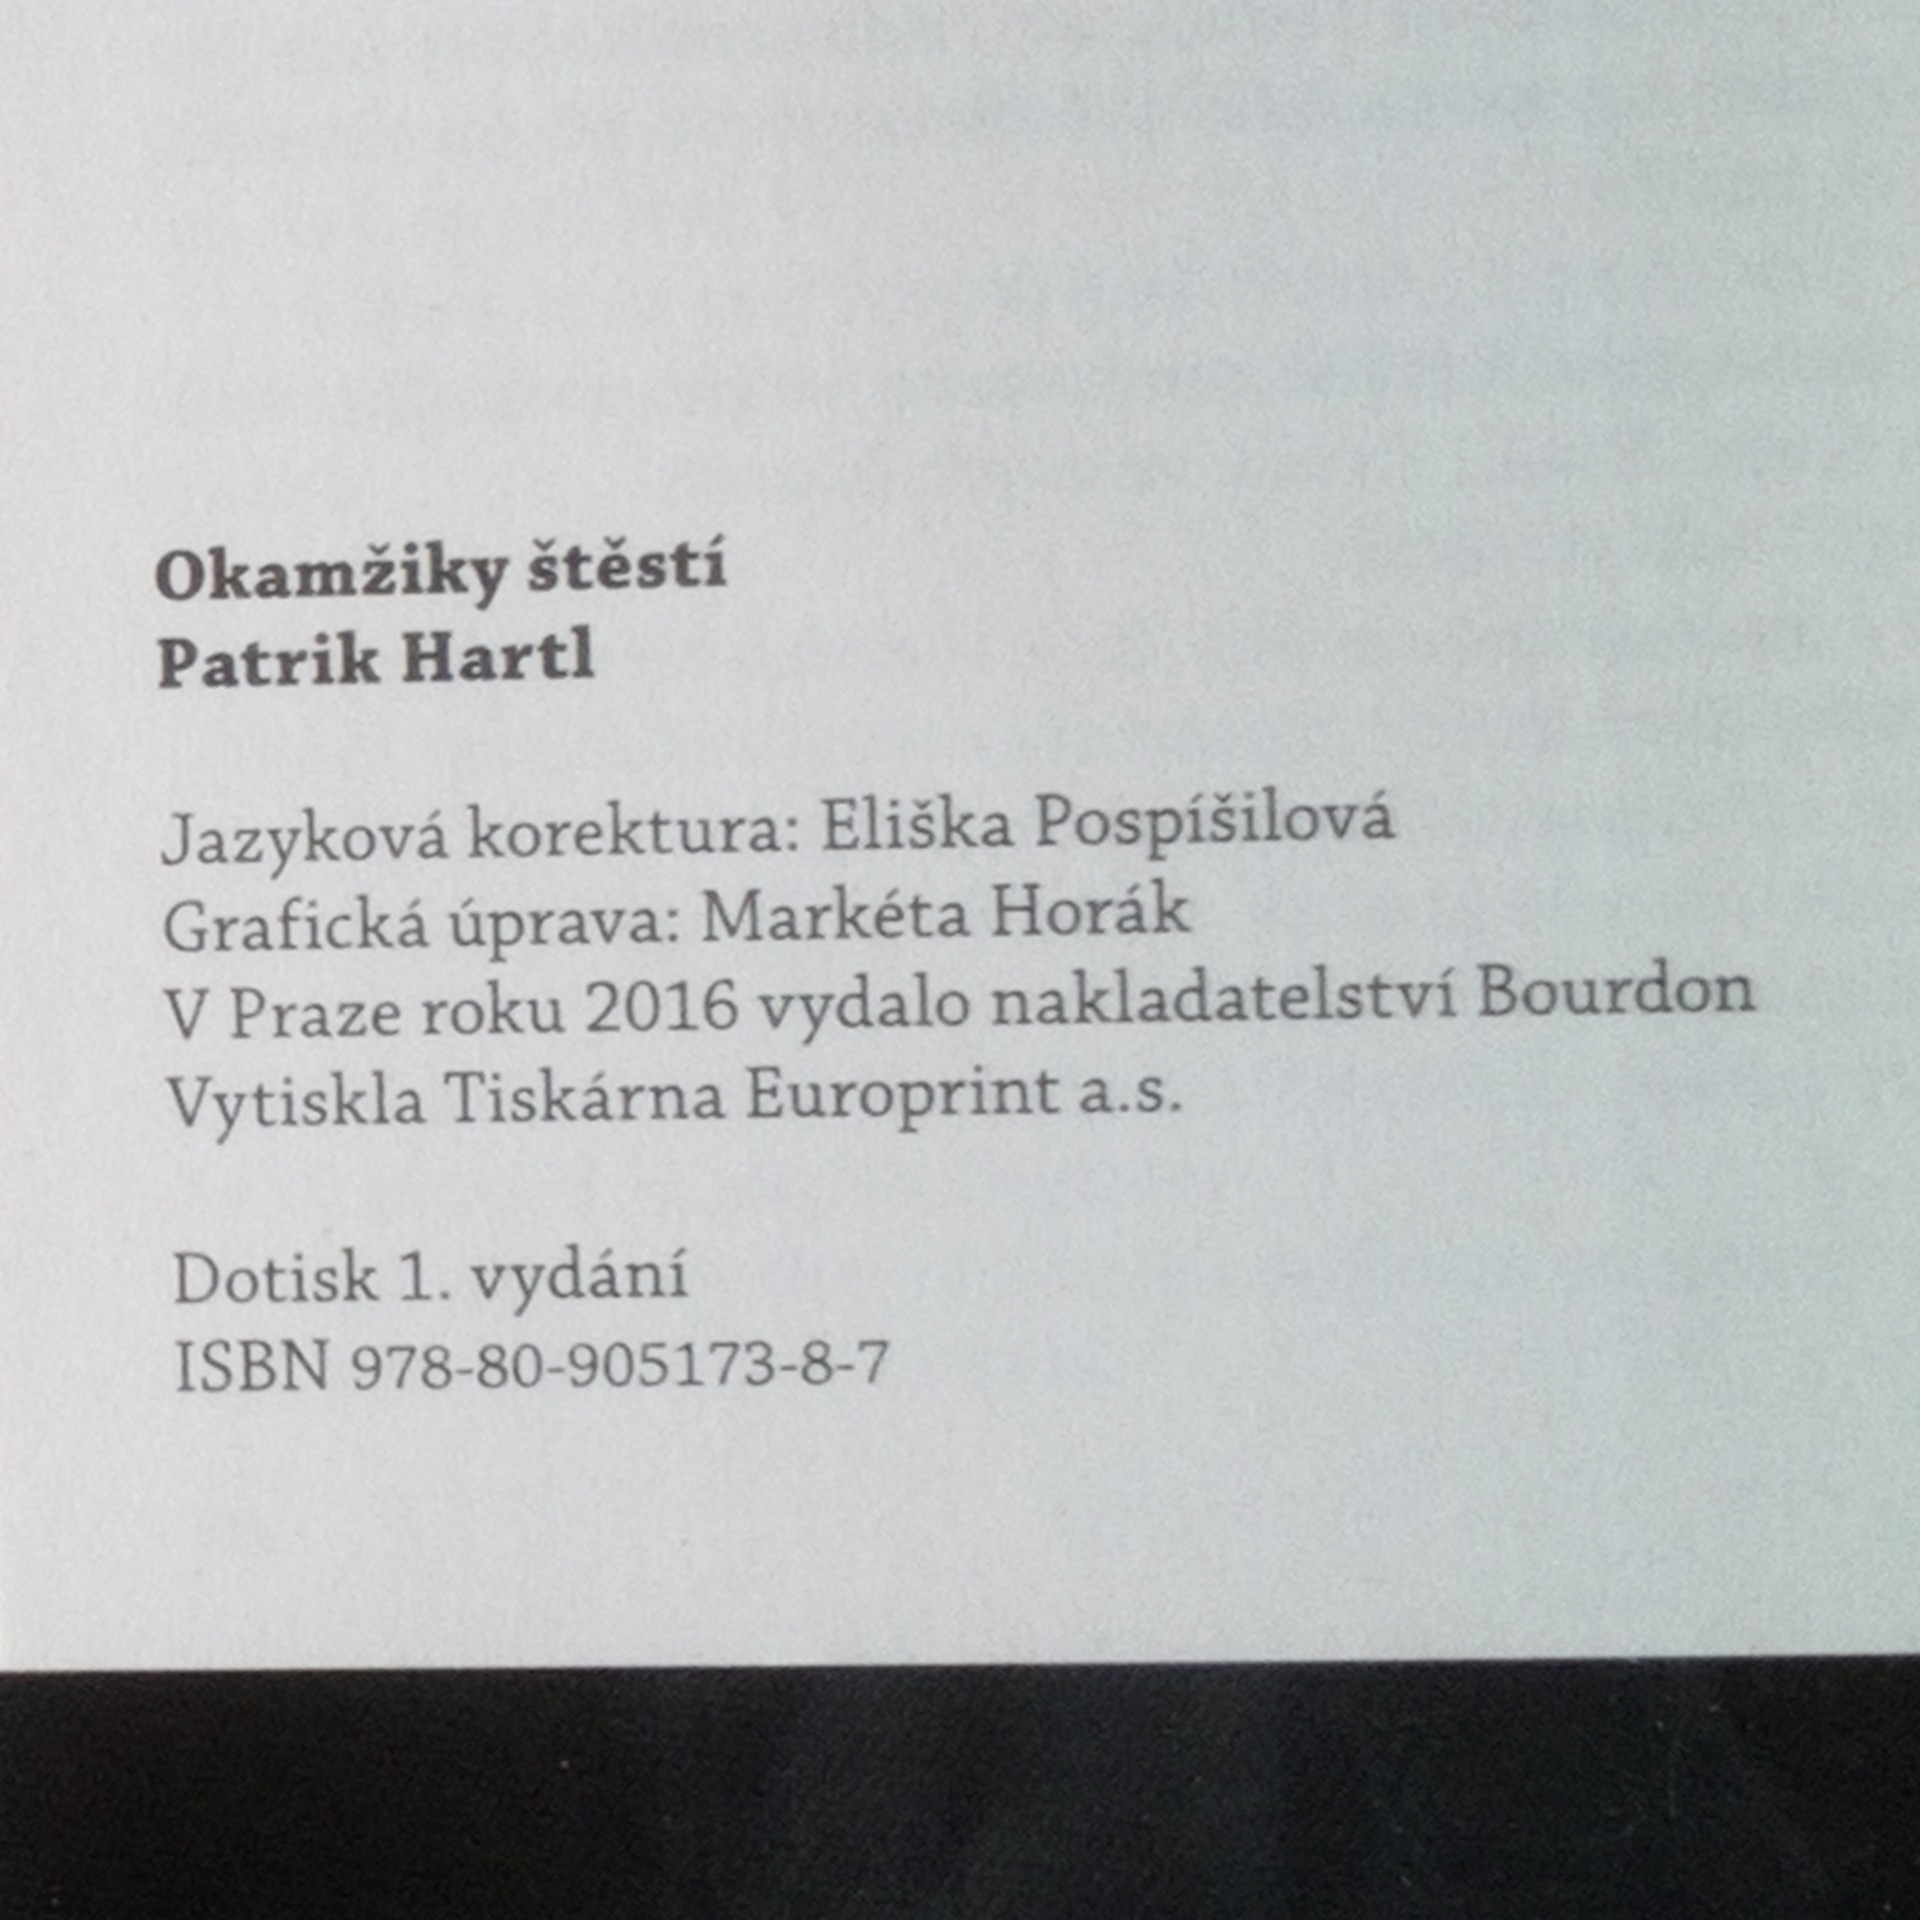 Okamžiky štěstí
Patrik Hartl
Jazyková korektura: Eliška Pospíšilová
Grafická úprava: Markéta Horák
V Praze roku 2016 vydalo nakladatelství Bourdon
Vytiskla Tiskárna Europrint a.s.
Dotisk 1. vydání
ISBN 978-80-905173-8-7